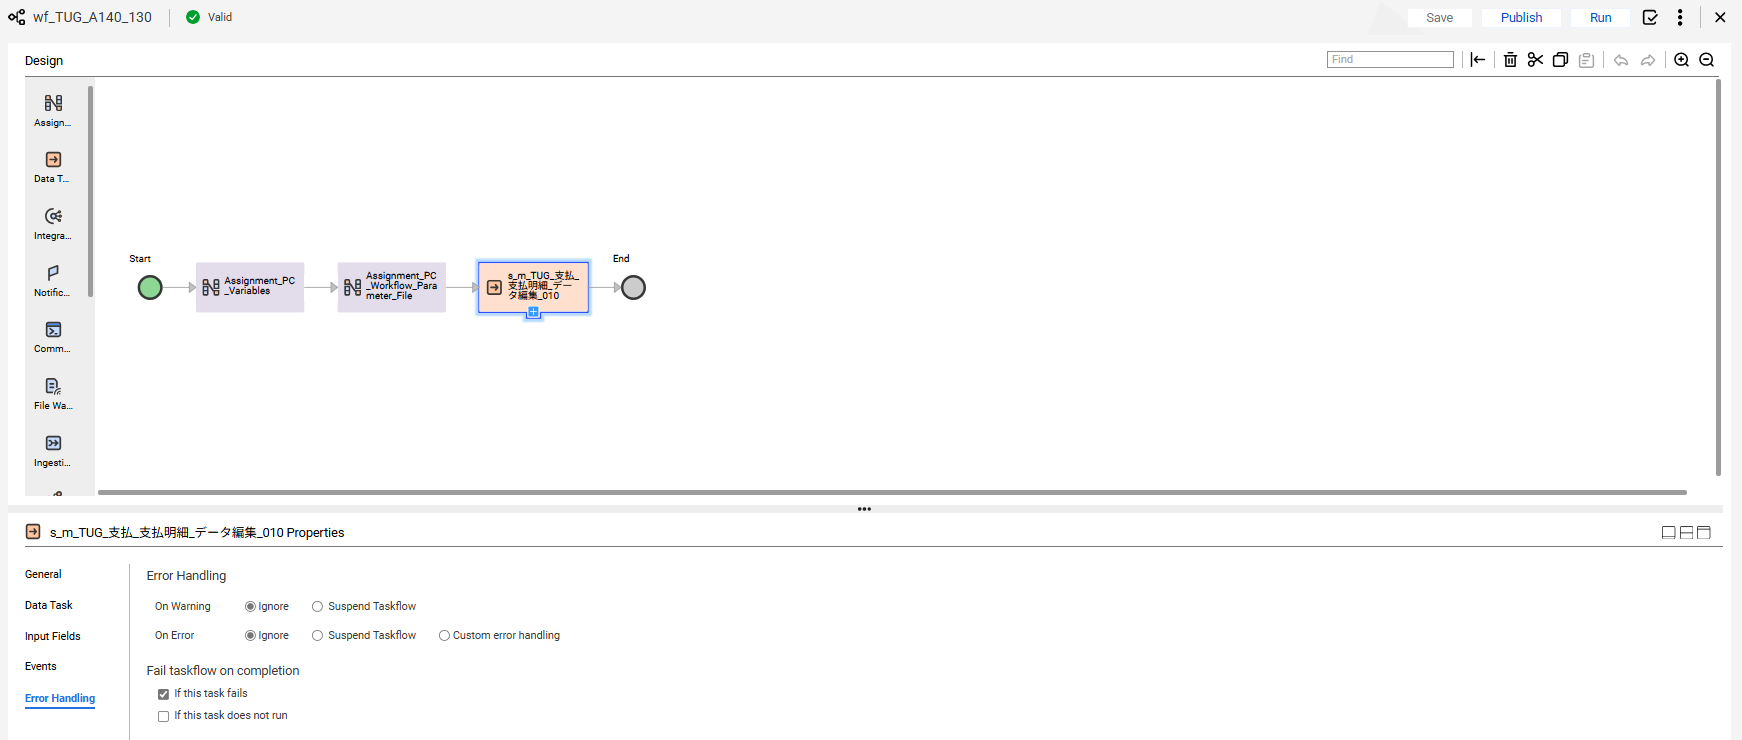 wf_TUG_A140_130
Valid
Save
Publish
Run
Design
Find
Assign...
Data T...
Integra...
Notific...
Comm...
File Wa...
Ingesti...
Start
Assignment_PC
_Variables
Assignment_PC
_Workflow_Para
meter_File
s_m_TUG_支払_
支払明細_デー
タ編集_010
End
s_m_TUG_支払_支払明細_データ編集_010 Properties
General
Data Task
Input Fields
Events
Error Handling
Error Handling
On Warning Ignore Suspend Taskflow
On Error Ignore Suspend Taskflow Custom error handling
Fail taskflow on completion
If this task fails
If this task does not run